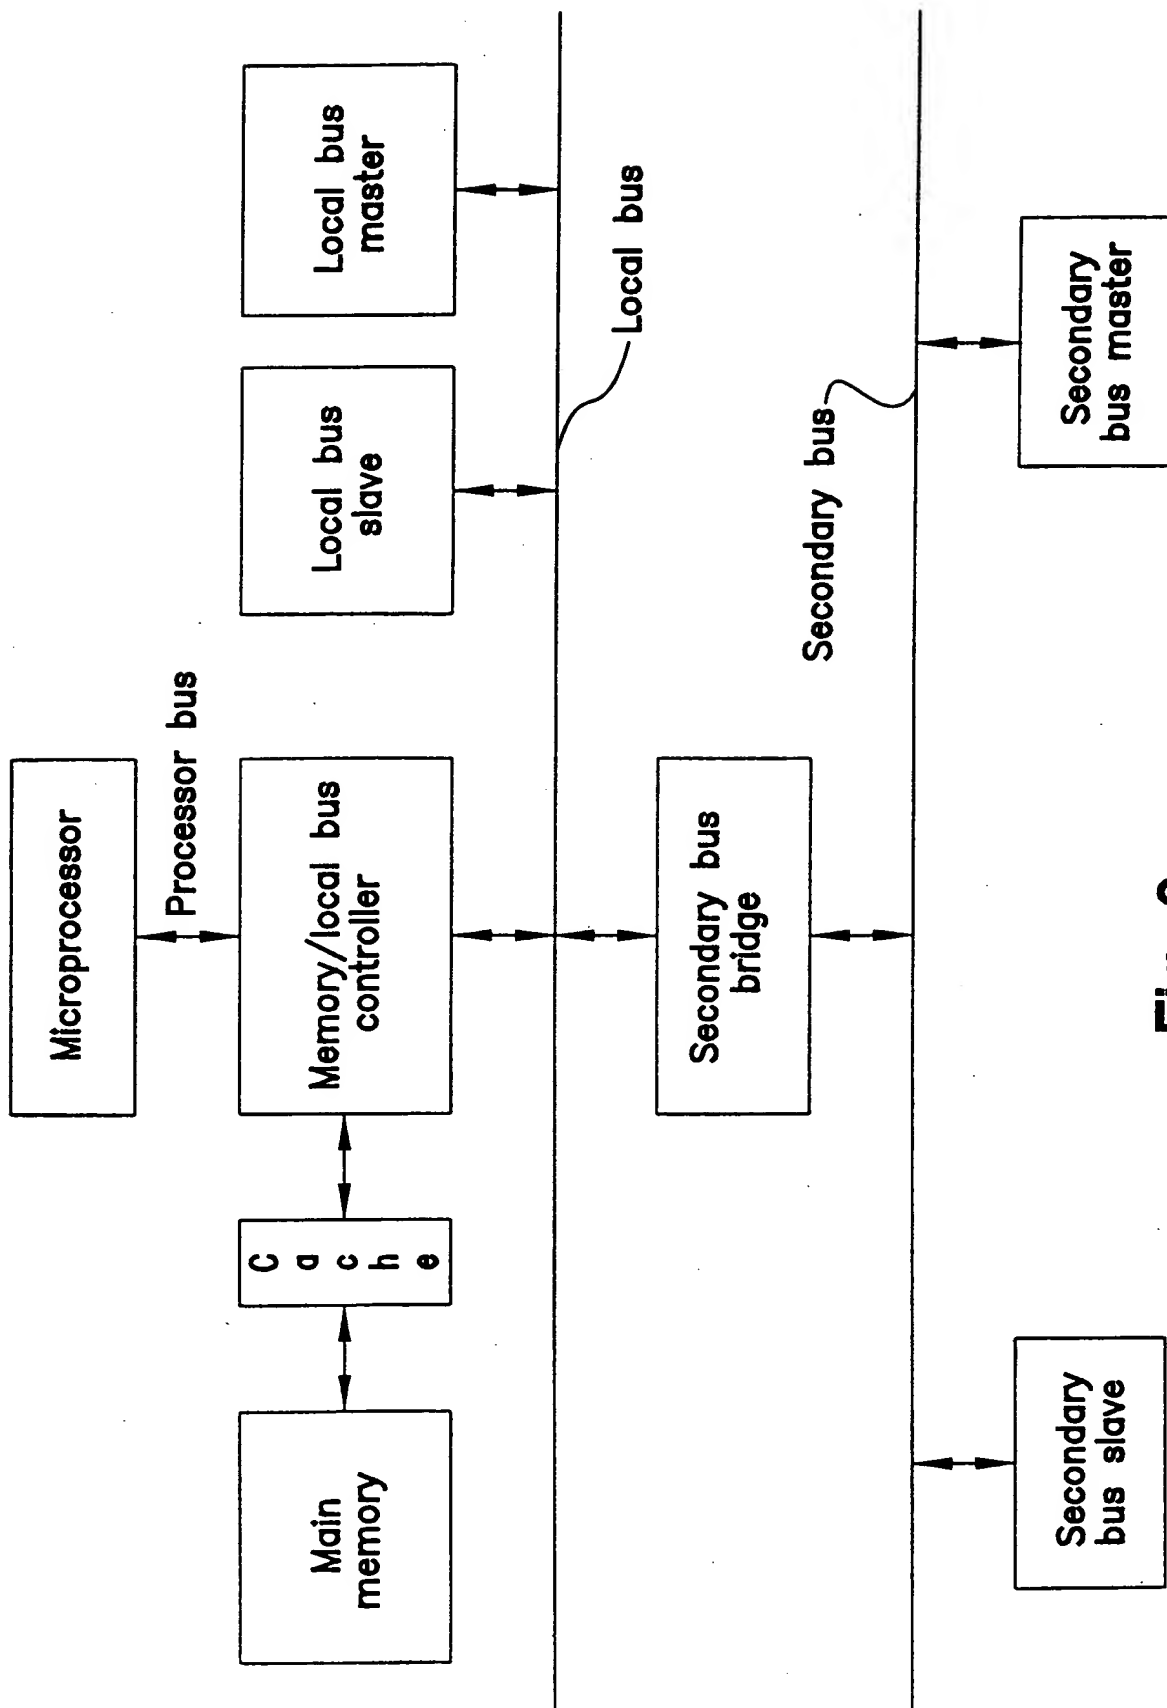 Microprocessor
Processor bus
Main
memory
C
a
c
h
e
Memory/local bus
controller
Local bus
slave
Local bus
master
Local bus
Secondary bus
bridge
Secondary bus
Secondary
bus slave
Secondary
bus master